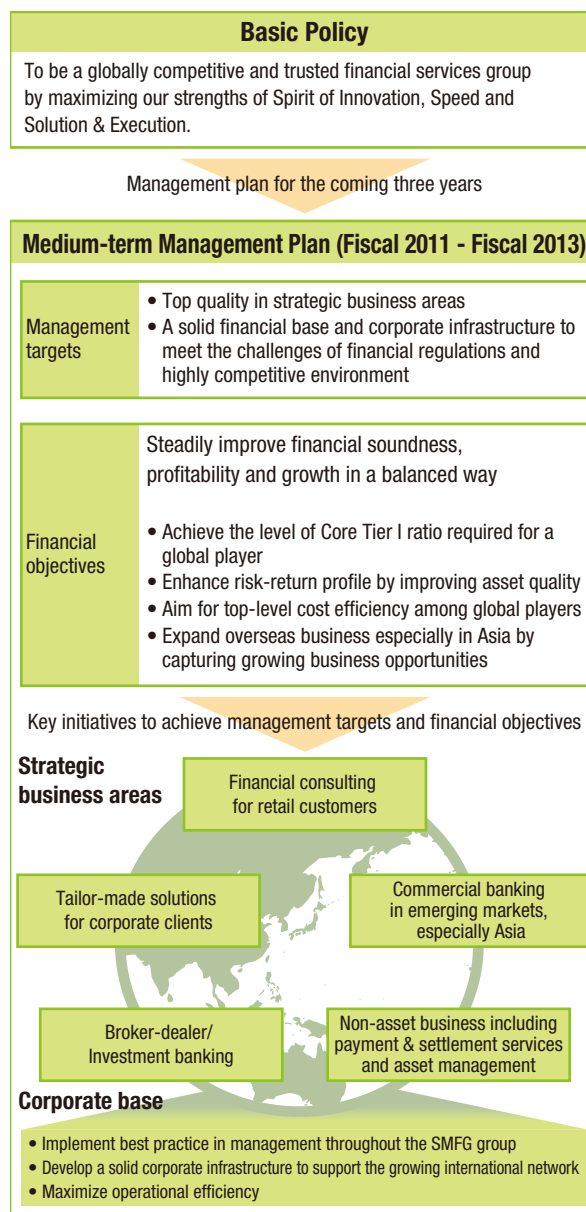 Basic Policy
To be a globally competitive and trusted financial services group
by maximizing our strengths of Spirit of Innovation, Speed and
Solution & Execution.
Management plan for the coming three years
Medium-term Management Plan (Fiscal 2011 - Fiscal 2013)
Management
targets
• Top quality in strategic business areas
• A solid financial base and corporate infrastructure to
meet the challenges of financial regulations and
highly competitive environment
Financial
objectives
Steadily improve financial soundness,
profitability and growth in a balanced way
• Achieve the level of Core Tier I ratio required for a
global player
• Enhance risk-return profile by improving asset quality
• Aim for top-level cost efficiency among global players
• Expand overseas business especially in Asia by
capturing growing business opportunities
Key initiatives to achieve management targets and financial objectives
Strategic
business areas
Financial consulting
for retail customers
Tailor-made solutions
for corporate clients
Commercial banking
in emerging markets,
especially Asia
Broker-dealer/
Investment banking
Non-asset business including
payment & settlement services
and asset management
Corporate base
• Implement best practice in management throughout the SMFG group
• Develop a solid corporate infrastructure to support the growing international network
• Maximize operational efficiency